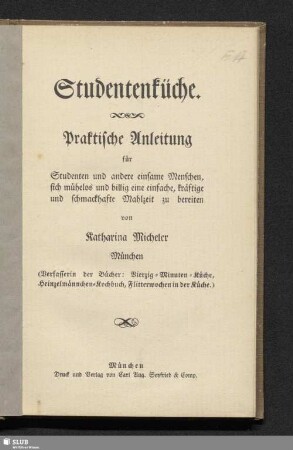 Studentenküche.
Praktische Anleitung
für
Studenten und andere einsame Menschen,
sich mühelos und billig eine einfache, kräftige
und schmackhafte Mahlzeit zu bereiten
von
Katharina Micheler
München
(Verfasserin der Bücher: Vierzig-Minuten-Küche,
Heinzelmännchen-Kochbuch, Flitterwochen in der Küche.)
München
Druck und Verlag von Carl Aug. Seyfried & Comp.
SLUB